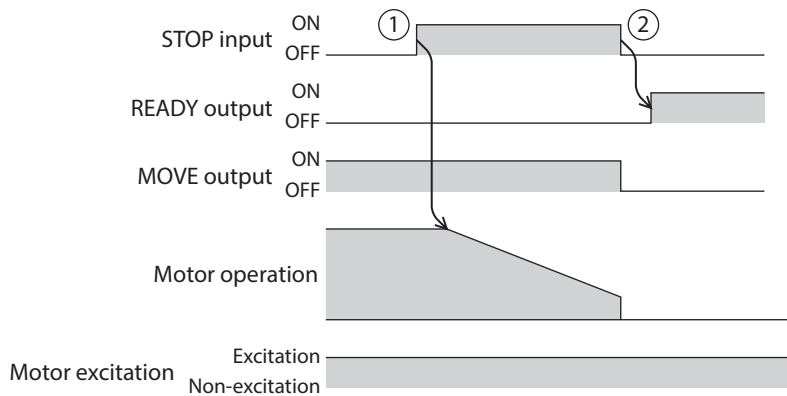 STOP input
ON
OFF
1
2
READY output
ON
OFF
MOVE output
ON
OFF
Motor operation
Motor excitation
Excitation
Non-excitation